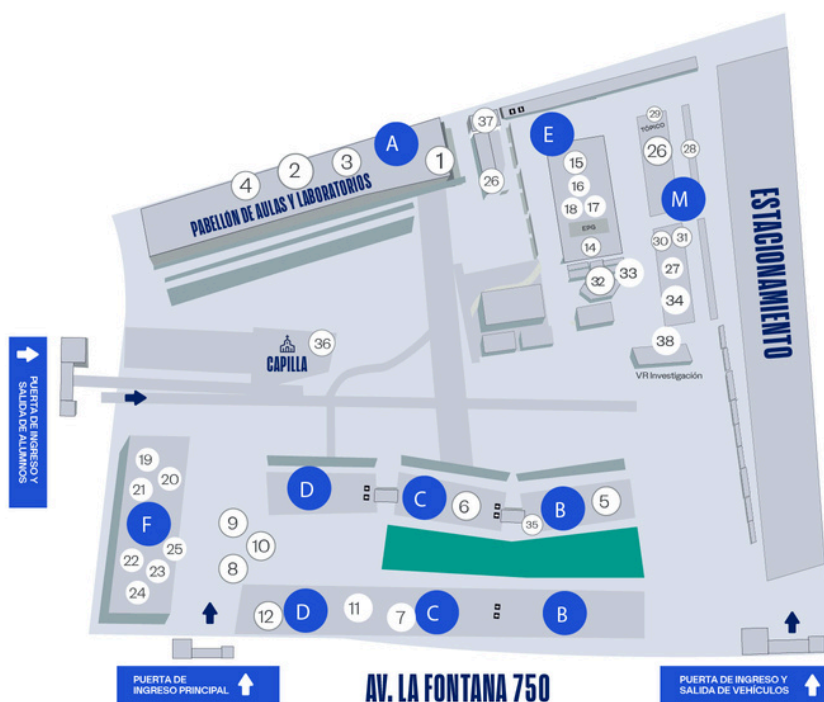 37
29
TÓPICO
E
A
1
26
28
3
15
2
4
16
26
PABELLÓN DE AULAS Y LABORATORIOS
18
17
M
EPG
14
30
31
ESTACIONAMIENTO
27
32
33
34
36
CAPILLA
38
VR Investigación
PUERTA DE INGRESO Y
SALIDA DE ALUMNOS
19
20
21
D
C
6
B
5
F
9
35
10
25
22
23
8
24
12
D
11
7
C
B
PUERTA DE
INGRESO PRINCIPAL
AV. LA FONTANA 750
PUERTA DE INGRESO Y
SALIDA DE VEHÍCULOS